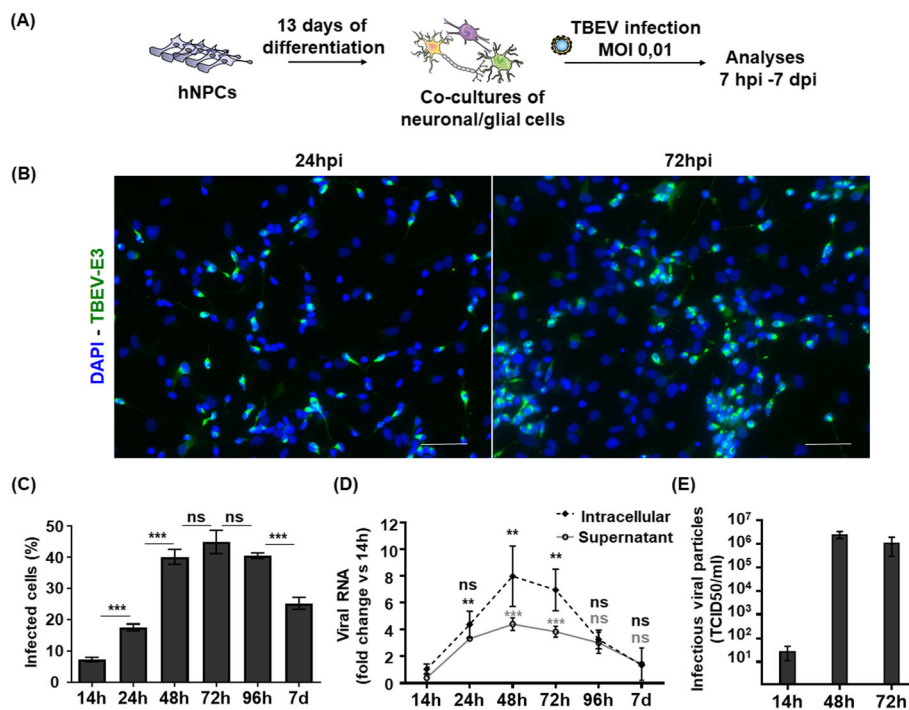 (A)
13 days of
differentiation
TBEV infection
MOI 0,01
hNPCs
Co-cultures of
neuronal/glial cells
Analyses
7 hpi -7 dpi
(B)
24hpi
72hpi
DAPI - TBEV-E3
(C)
Infected cells (%)
50
40
30
20
10
0
***
***
ns
ns
***
14h 24h 48h 72h 96h 7d
(D)
Viral RNA
(fold change vs 14h)
Intracellular
Supernatant
12
10
8
6
4
2
0
ns
**
**
***
**
***
ns
ns
ns
ns
14h 24h 48h 72h 96h 7d
(E)
Infectious viral particles
(TCID50/ml)
10⁷
10⁶
10⁵
10⁴
10³
10²
10¹
14h 48h 72h